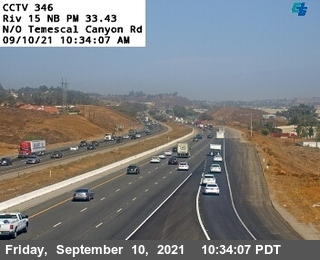 CCTV 346
Riv 15 NB PM 33.43
N/O Temescal Canyon Rd
09/10/21 10:34:07 AM
Friday, September 10, 2021 10:34:07 PDT